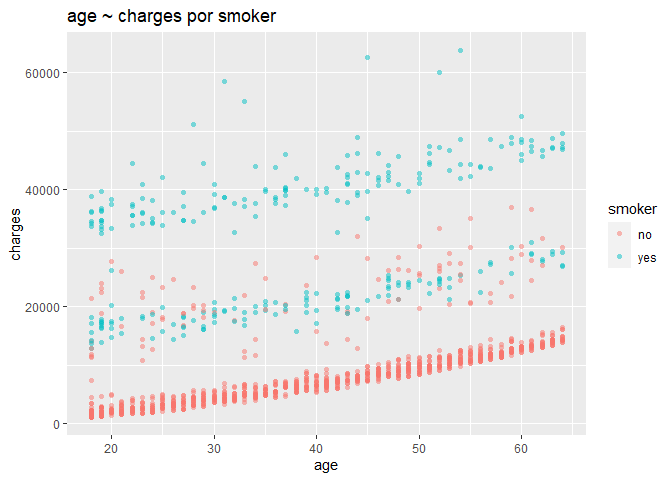 age ~ charges por smoker
60000
40000
20000
0
charges
20
30
40
50
60
age
smoker
no
yes